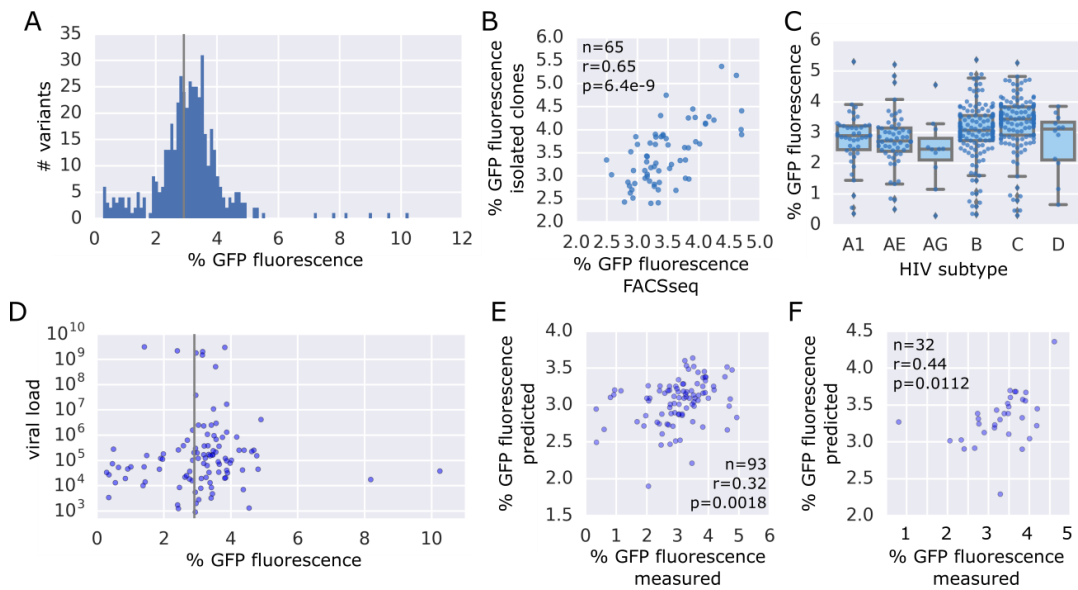 A
35
30
25
20
15
10
5
0
# variants
0 2 4 6 8 10 12
% GFP fluorescence
B
6.0
5.5
5.0
4.5
4.0
3.5
3.0
2.5
2.0
% GFP fluorescence
isolated clones
n=65
r=0.65
p=6.4e-9
2.0 2.5 3.0 3.5 4.0 4.5 5.0
% GFP fluorescence
FACSseq
C
6
5
4
3
2
1
0
% GFP fluorescence
A1 AE AG B C D
HIV subtype
D
10^10
10^9
10^8
10^7
10^6
10^5
10^4
10^3
viral load
0 2 4 6 8 10
% GFP fluorescence
E
4.0
3.5
3.0
2.5
2.0
1.5
% GFP fluorescence
predicted
n=93
r=0.32
p=0.0018
0 1 2 3 4 5 6
% GFP fluorescence
measured
F
4.5
4.0
3.5
3.0
2.5
2.0
% GFP fluorescence
predicted
n=32
r=0.44
p=0.0112
1 2 3 4 5
% GFP fluorescence
measured